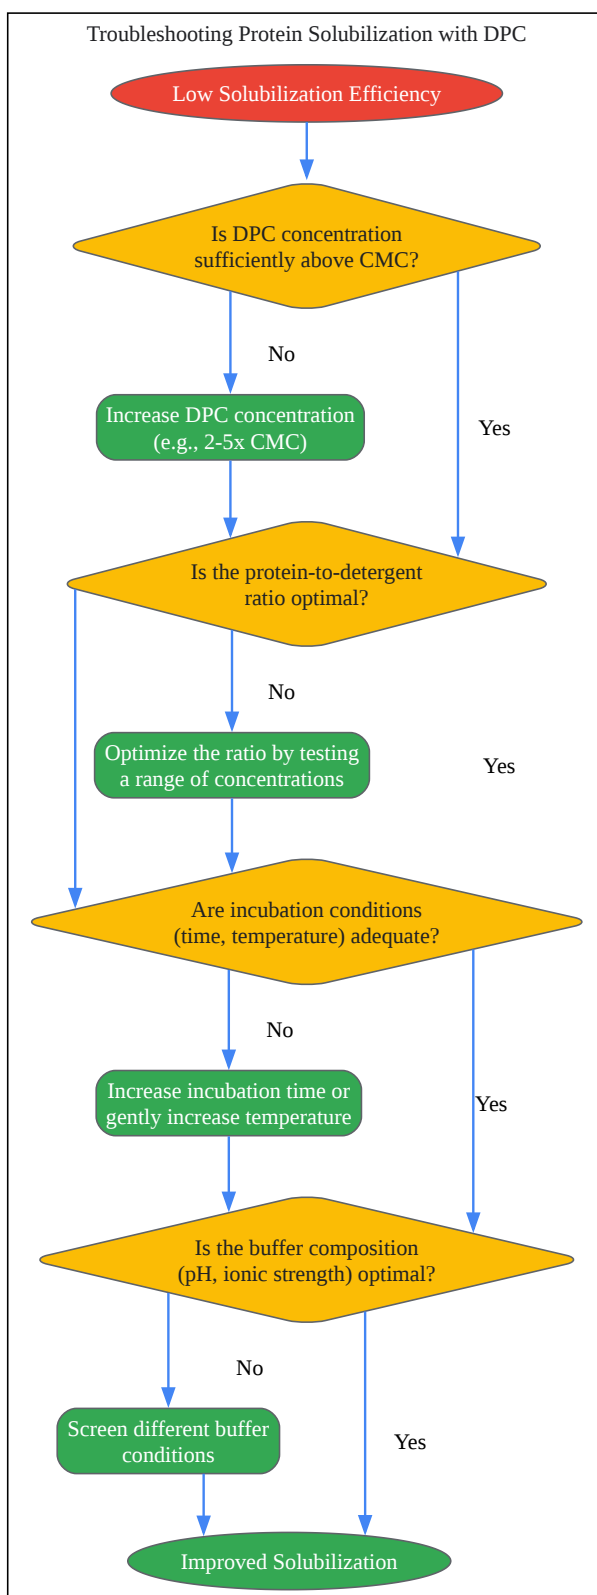 Troubleshooting Protein Solubilization with DPC
Low Solubilization Efficiency
Is DPC concentration
sufficiently above CMC?
No
Increase DPC concentration
(e.g., 2-5x CMC)
Yes
Is the protein-to-detergent
ratio optimal?
No
Optimize the ratio by testing
a range of concentrations
Yes
Are incubation conditions
(time, temperature) adequate?
No
Increase incubation time or
gently increase temperature
Yes
Is the buffer composition
(pH, ionic strength) optimal?
No
Screen different buffer
conditions
Yes
Improved Solubilization